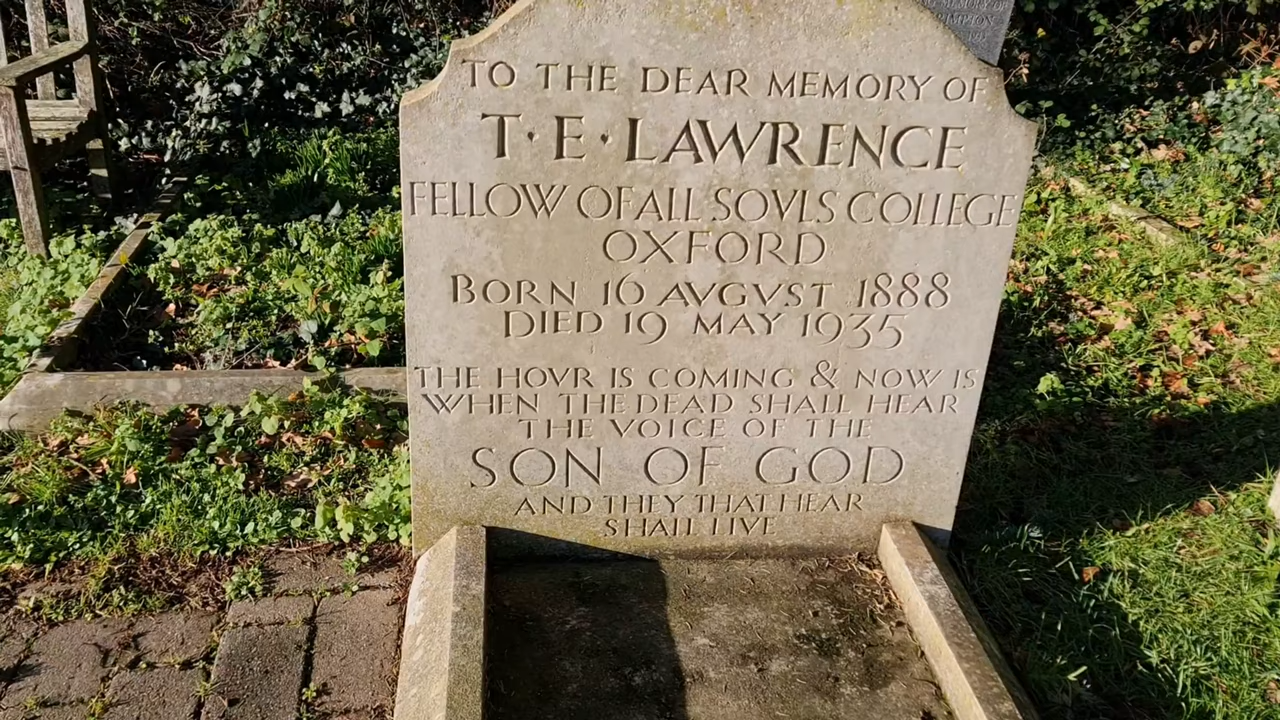 TO THE DEAR MEMORY OF
T·E·LAWRENCE
FELLOW OF ALL SOVLS COLLEGE
OXFORD
BORN 16 AVGVST 1888
DIED 19 MAY 1935
THE HOVR IS COMING & NOW IS
WHEN THE DEAD SHALL HEAR
THE VOICE OF THE
SON OF GOD
AND THEY THAT HEAR
SHALL LIVE
MEMORY OF